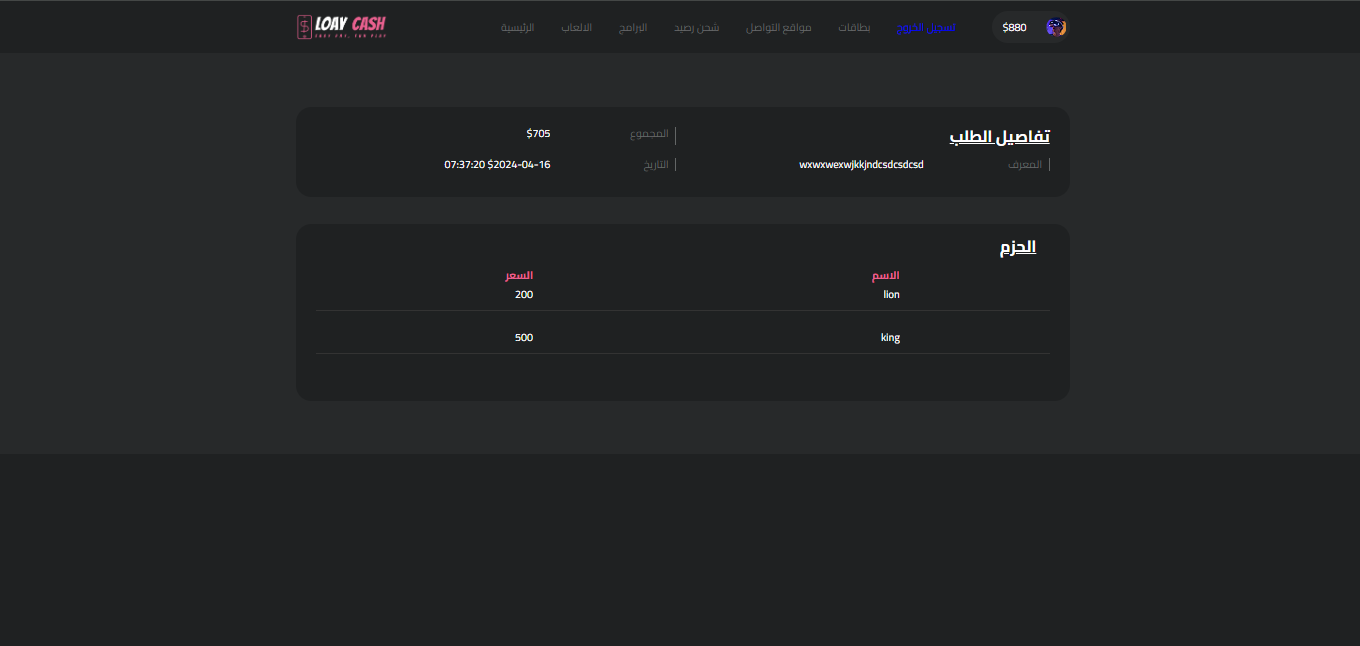 LOAY CASH
الرئيسية
الالعاب
البرامج
شحن رصيد
مواقع التواصل
بطاقات
تسجيل الخروج
$880
تفاصيل الطلب
المجموع $705
المعرف wxwxwexwjkkjndcsdcsdcsd
التاريخ 07:37:20 $2024-04-16
الحزم
الاسم السعر
lion 200
king 500